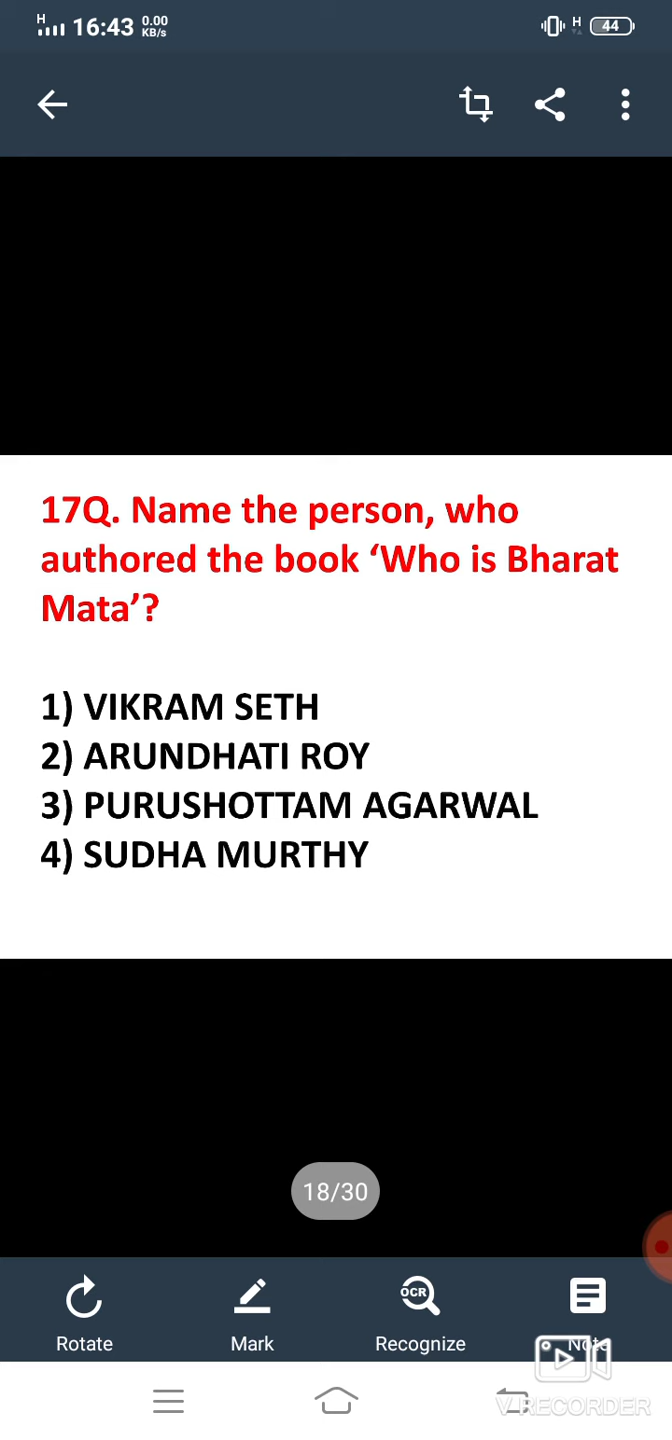 H 16:43 0.00 KB/s H 44
17Q. Name the person, who
authored the book ‘Who is Bharat
Mata’?
1) VIKRAM SETH
2) ARUNDHATI ROY
3) PURUSHOTTAM AGARWAL
4) SUDHA MURTHY
18/30
OCR
Rotate Mark Recognize Note
V RECORDER